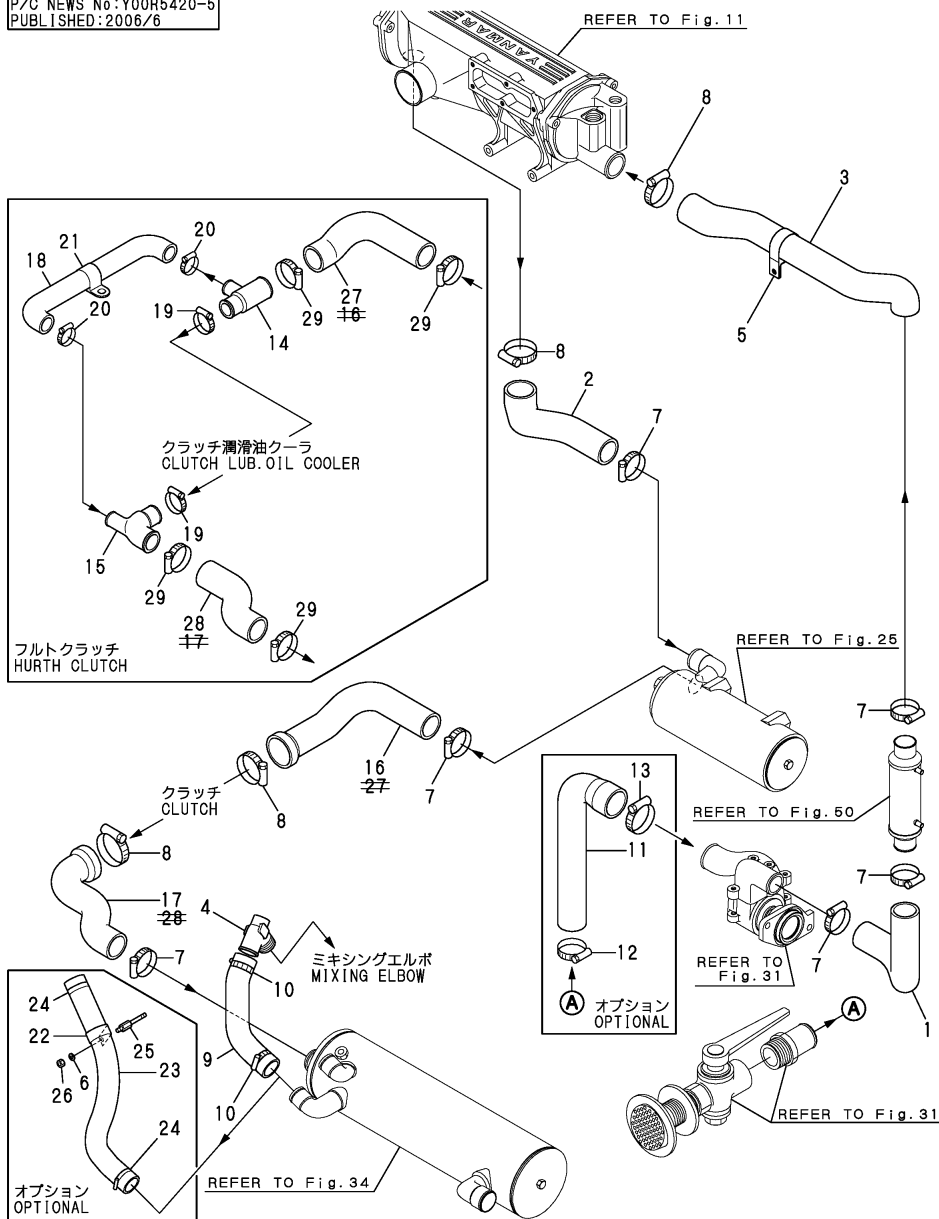 P/C NEWS No:Y00R5420-5
PUBLISHED:2006/6
REFER TO Fig.11
YANMAR
8
3
5
21
20
18
20
19
14
29
27
16
29
8
2
7
クラッチ潤滑油クーラ
CLUTCH LUB.OIL COOLER
19
15
29
28
17
29
フルトクラッチ
HURTH CLUTCH
REFER TO Fig.25
7
16
27
7
8
クラッチ
CLUTCH
8
13
11
12
A
オプション
OPTIONAL
REFER TO Fig.50
7
7
REFER TO
Fig.31
1
17
28
7
4
ミキシングエルボ
MIXING ELBOW
10
9
10
24
22
25
6
23
26
24
オプション
OPTIONAL
REFER TO Fig.34
A
REFER TO Fig.31